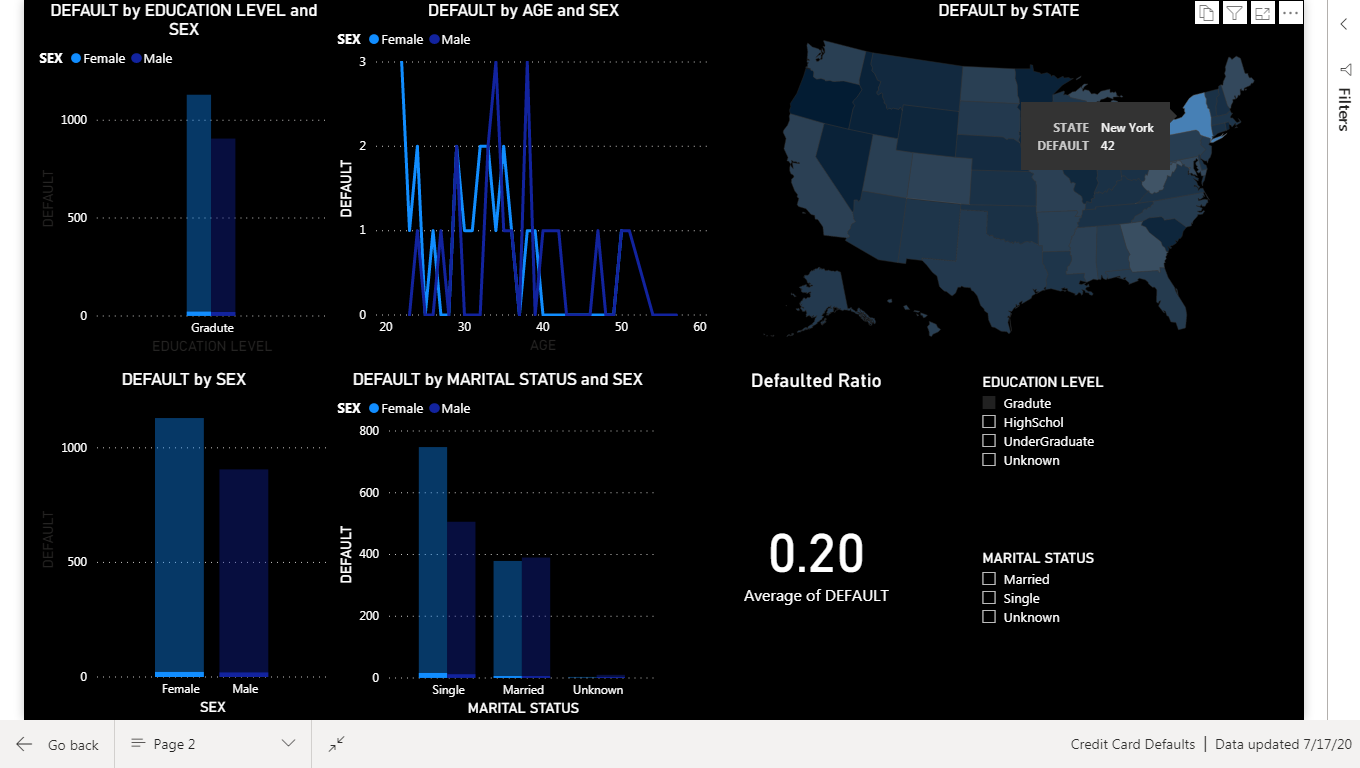 DEFAULT by EDUCATION LEVEL and
SEX
SEX Female Male
1000
500
0
DEFAULT
Gradute
EDUCATION LEVEL
DEFAULT by AGE and SEX
SEX Female Male
3
2
1
0
DEFAULT
20 30 40 50 60
AGE
DEFAULT by STATE
STATE New York
DEFAULT 42
Filters
DEFAULT by SEX
1000
500
0
DEFAULT
Female Male
SEX
DEFAULT by MARITAL STATUS and SEX
SEX Female Male
800
600
400
200
0
DEFAULT
Single Married Unknown
MARITAL STATUS
Defaulted Ratio
0.20
Average of DEFAULT
EDUCATION LEVEL
Gradute
HighSchol
UnderGraduate
Unknown
MARITAL STATUS
Married
Single
Unknown
Go back
Page 2
Credit Card Defaults | Data updated 7/17/20